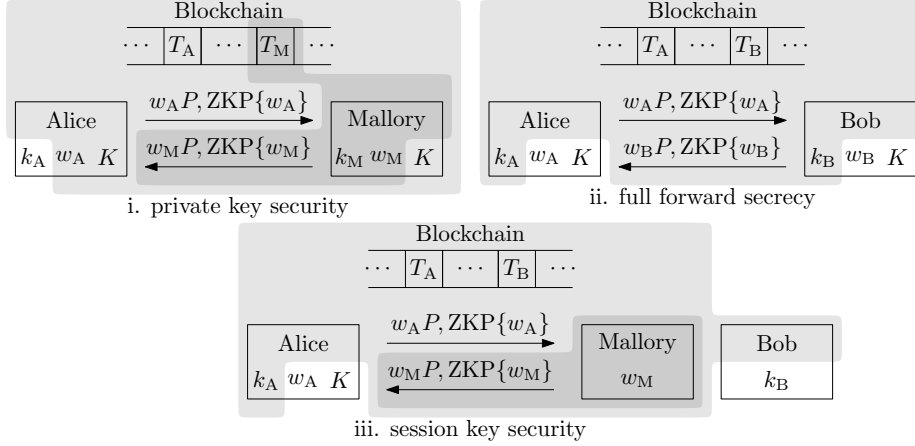 Blockchain
⋯ T_A ⋯ T_M ⋯
Alice
k_A w_A K
w_A P, ZKP{w_A}
w_M P, ZKP{w_M}
Mallory
k_M w_M K
i. private key security
Blockchain
⋯ T_A ⋯ T_B ⋯
Alice
k_A w_A K
w_A P, ZKP{w_A}
w_B P, ZKP{w_B}
Bob
k_B w_B K
ii. full forward secrecy
Blockchain
⋯ T_A ⋯ T_B ⋯
Alice
k_A w_A K
w_A P, ZKP{w_A}
w_M P, ZKP{w_M}
Mallory
w_M
Bob
k_B
iii. session key security